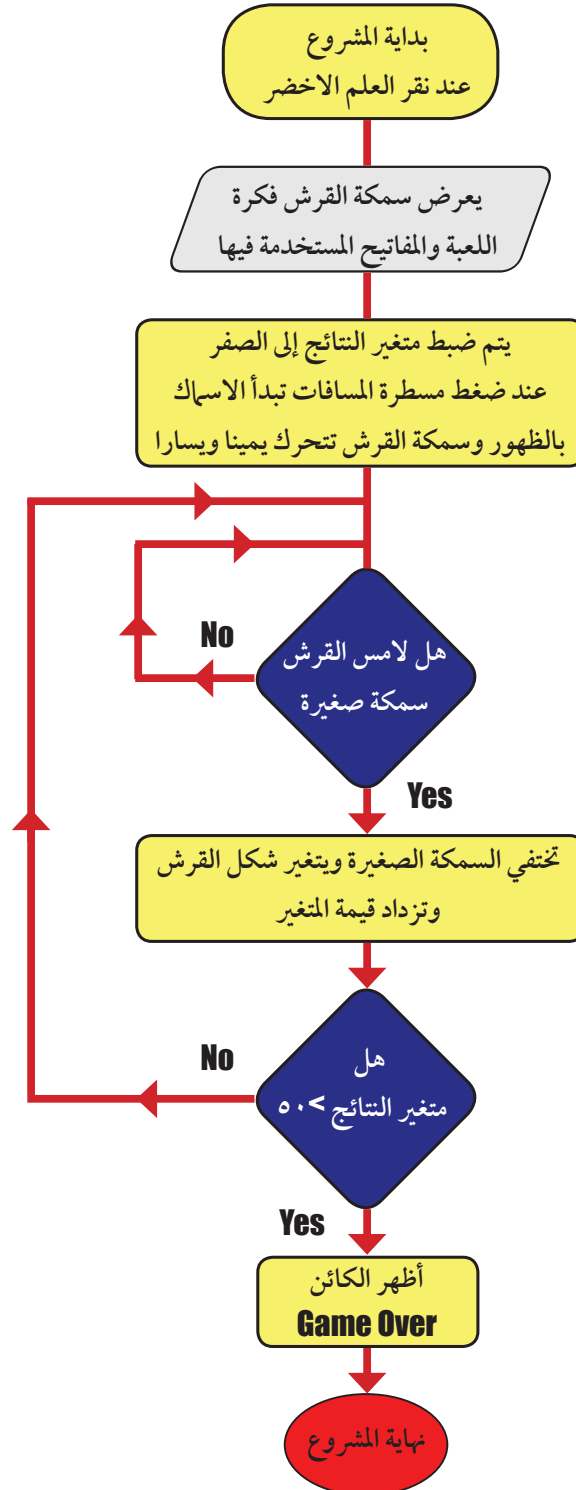 بداية المشروع
عند نقر العلم الاخضر
يعرض سمكة القرش فكرة
اللعبة والمفاتيح المستخدمة فيها
يتم ضبط متغير النتائج إلى الصفر
عند ضغط مسطرة المسافات تبدأ الاسماك
بالظهور وسمكة القرش تتحرك يمينا ويسارا
هل لامس القرش
سمكة صغيرة
No
Yes
تختفي السمكة الصغيرة ويتغير شكل القرش
وتزداد قيمة المتغير
هل
متغير النتائج >٥٠
No
Yes
أظهر الكائن
Game Over
نهاية المشروع